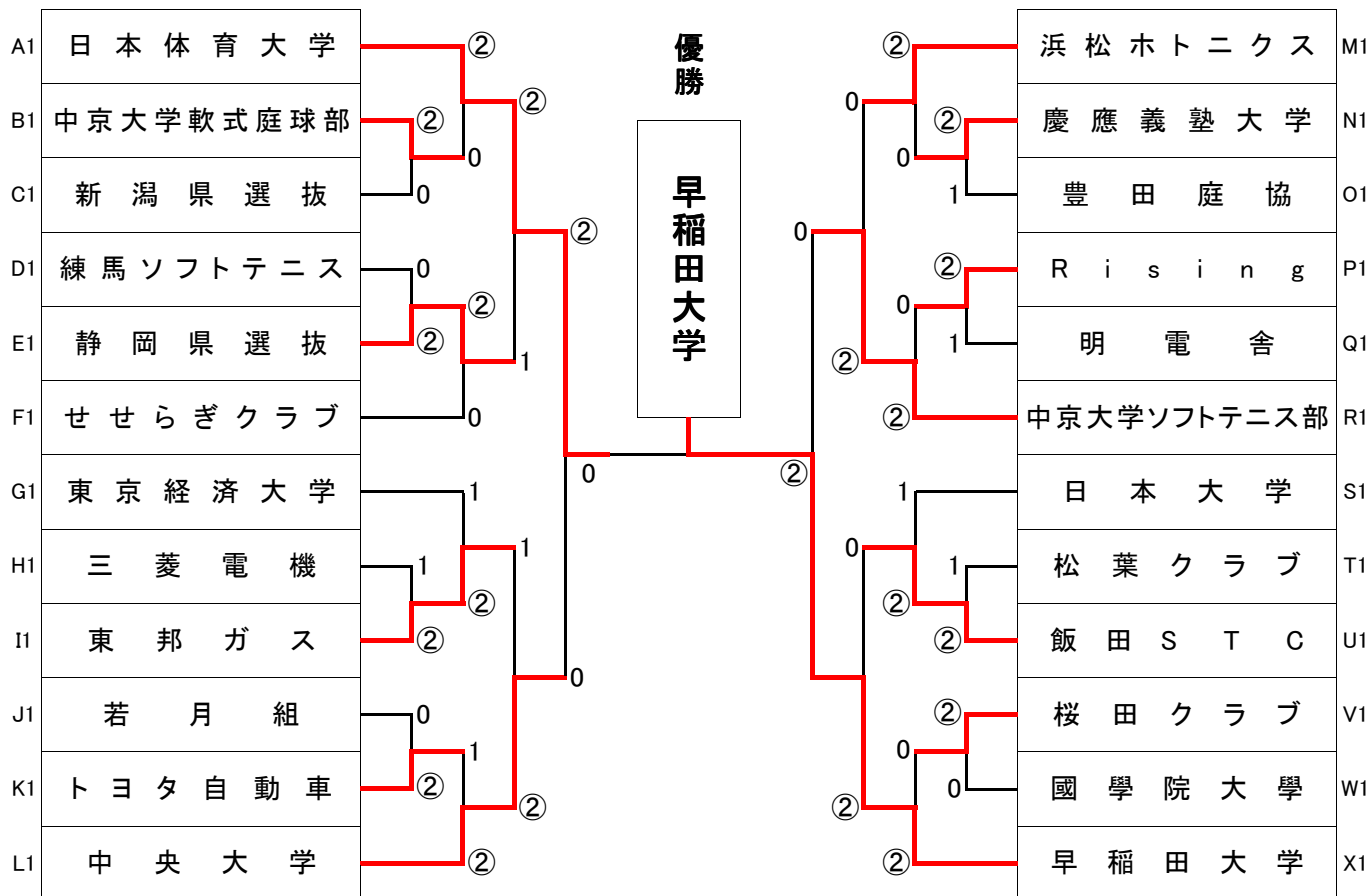 優勝
早稲田大学
A1 日本体育大学 ②
B1 中京大学軟式庭球部 ②
C1 新潟県選抜 0
0
②
D1 練馬ソフトテニス 0
E1 静岡県選抜 ②
②
F1 せせらぎクラブ 0
1
②
G1 東京経済大学 1
H1 三菱電機 1
I1 東邦ガス ②
②
1
J1 若月組 0
K1 トヨタ自動車 ②
1
L1 中央大学 ②
②
0
0
②
② 浜松ホトニクス M1
② 慶應義塾大学 N1
1 豊田庭協 O1
0
0
② Rising P1
1 明電舎 Q1
0
② 中京大学ソフトテニス部 R1
②
0
1 日本大学 S1
1 松葉クラブ T1
② 飯田STC U1
②
0
② 桜田クラブ V1
0 國學院大學 W1
0
② 早稲田大学 X1
②